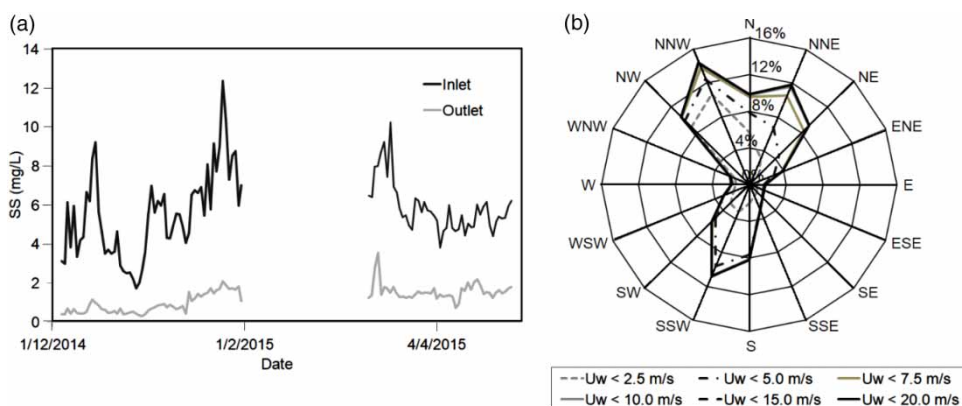 (a)
14
12
10
8
6
4
2
0
SS (mg/L)
Inlet
Outlet
1/12/2014
1/2/2015
4/4/2015
Date
(b)
N
NNE
NE
ENE
E
ESE
SE
SSE
S
SSW
SW
WSW
W
WNW
NW
NNW
16%
12%
8%
4%
0%
Uw < 2.5 m/s
Uw < 5.0 m/s
Uw < 7.5 m/s
Uw < 10.0 m/s
Uw < 15.0 m/s
Uw < 20.0 m/s